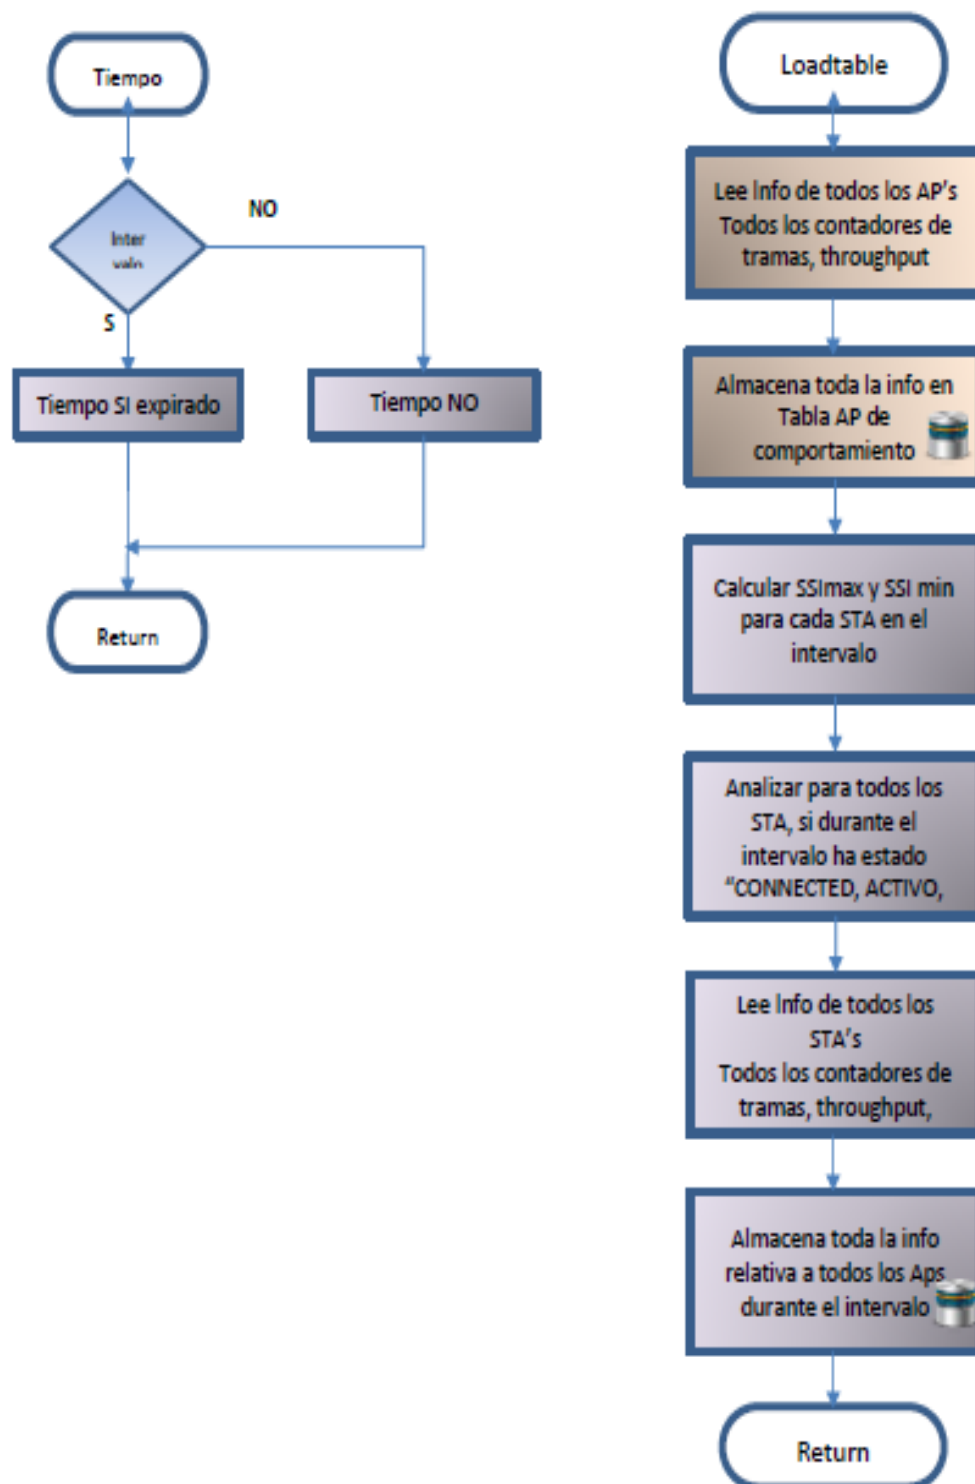 Tiempo
Inter
valo
NO
S
Tiempo SI expirado
Tiempo NO
Return
Loadtable
Lee Info de todos los AP's
Todos los contadores de
tramas, throughput
Almacena toda la info en
Tabla AP de
comportamiento
Calcular SSImax y SSI min
para cada STA en el
intervalo
Analizar para todos los
STA, si durante el
intervalo ha estado
“CONNECTED, ACTIVO,
Lee Info de todos los
STA's
Todos los contadores de
tramas, throughput,
Almacena toda la info
relativa a todos los Aps
durante el intervalo
Return